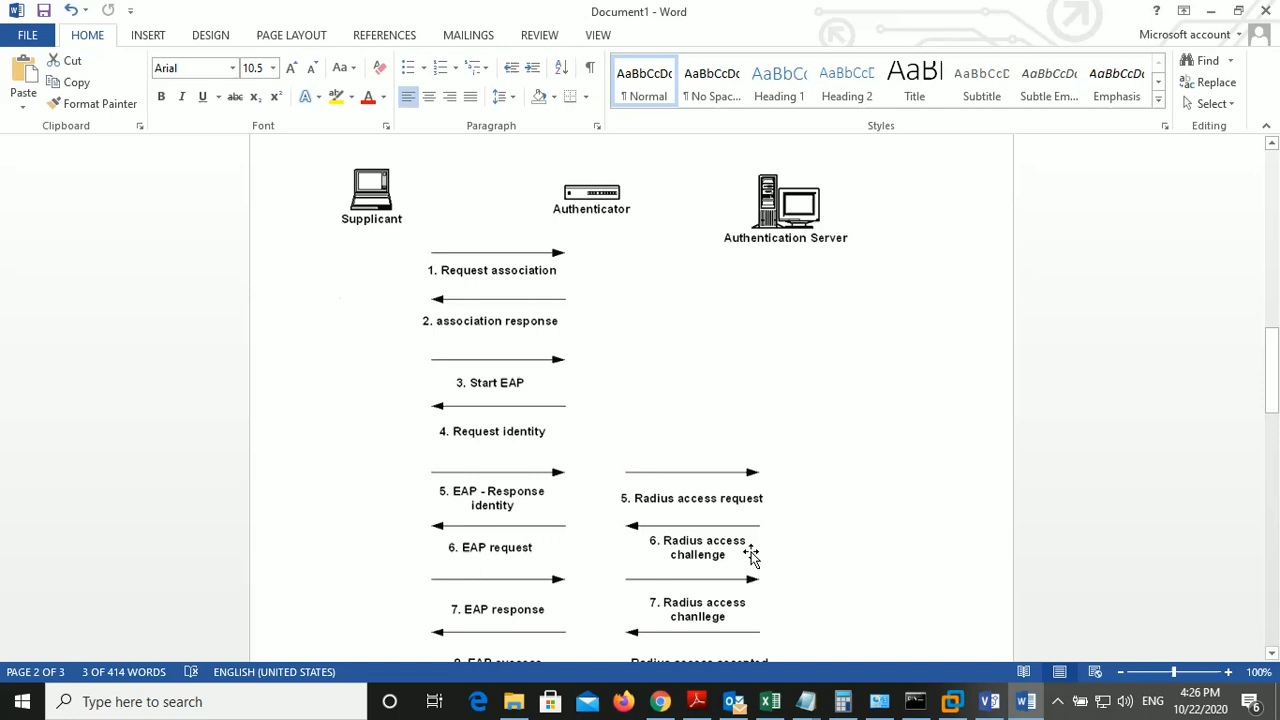 Document1 - Word
?
FILE
HOME
INSERT
DESIGN
PAGE LAYOUT
REFERENCES
MAILINGS
REVIEW
VIEW
Microsoft account
Paste
Cut
Copy
Format Painter
Clipboard
Arial
10.5
Aa
B I U abc x₂ x²
A A
Font
Paragraph
AaBbCcDc
¶ Normal
AaBbCcDc
¶ No Spac...
AaBbCc
Heading 1
AaBbCcD
Heading 2
AaBl
Title
AaBbCcD
Subtitle
AaBbCcDc
Subtle Em...
AaBbCcDc
Emphasis
Styles
Find
Replace
Select
Editing
Supplicant
Authenticator
Authentication Server
1. Request association
2. association response
3. Start EAP
4. Request identity
5. EAP - Response
identity
5. Radius access request
6. EAP request
6. Radius access
challenge
7. EAP response
7. Radius access
chanllege
PAGE 2 OF 3
3 OF 414 WORDS
ENGLISH (UNITED STATES)
100%
Type here to search
ENG
4:26 PM
10/22/2020
6